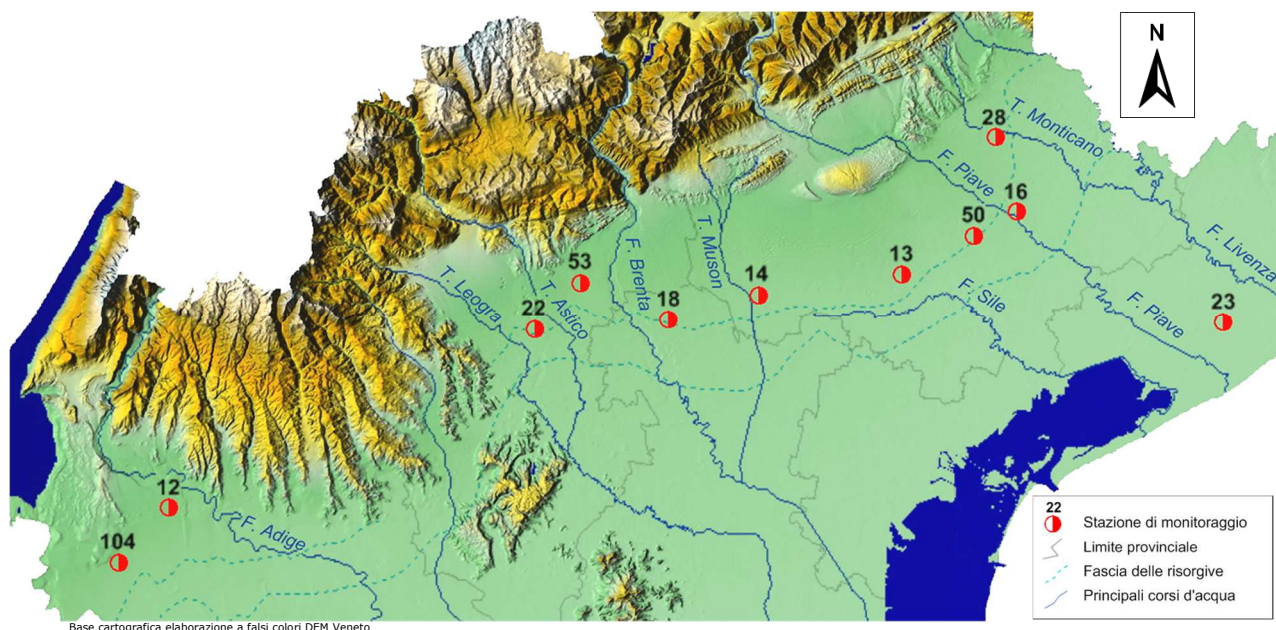 N
28
T. Monticano
F. Piave
16
50
F. Livenza
T. Muson
13
53
F. Brenta
14
T. Leogra
T. Astico
18
F. Sile
F. Piave
23
22
12
F. Adige
104
22
Stazione di monitoraggio
Limite provinciale
Fascia delle risorgive
Principali corsi d'acqua
Base cartografica elaborazione a falsi colori DEM Veneto